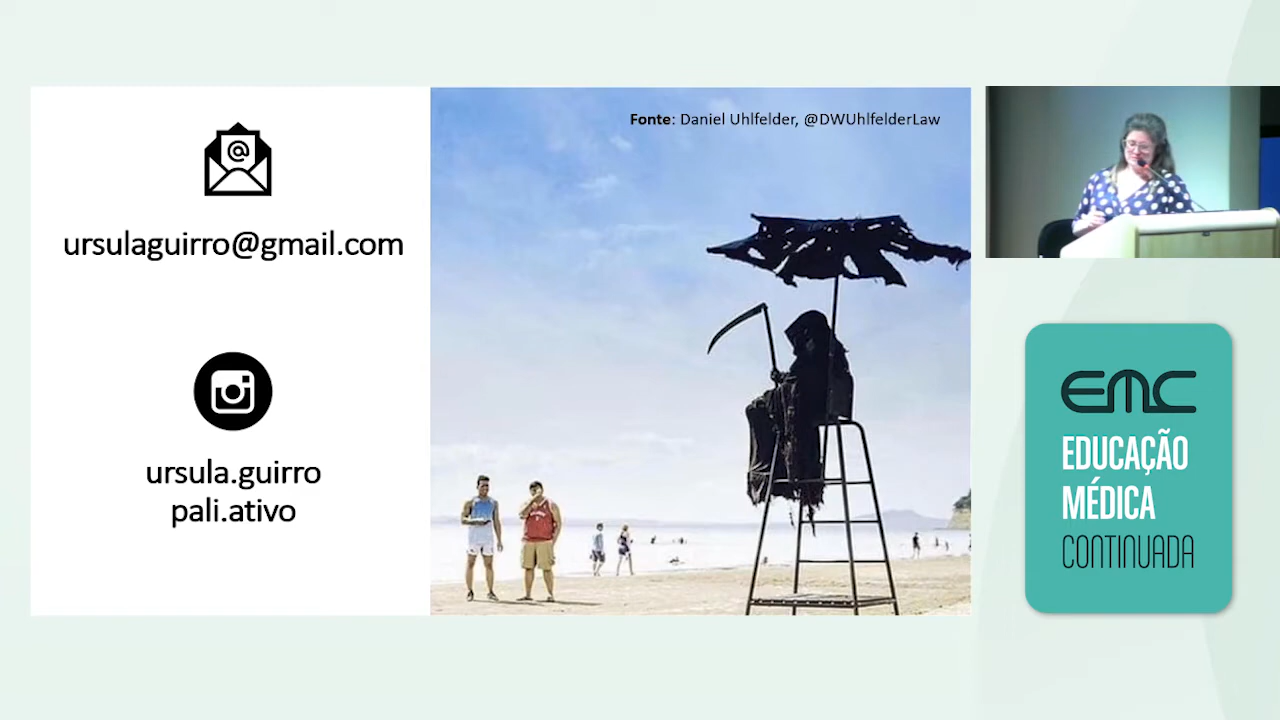 ursulaguirro@gmail.com
ursula.guirro
pali.ativo
Fonte: Daniel Uhlfelder, @DWUhlfelderLaw
EMC
EDUCAÇÃO
MÉDICA
CONTINUADA